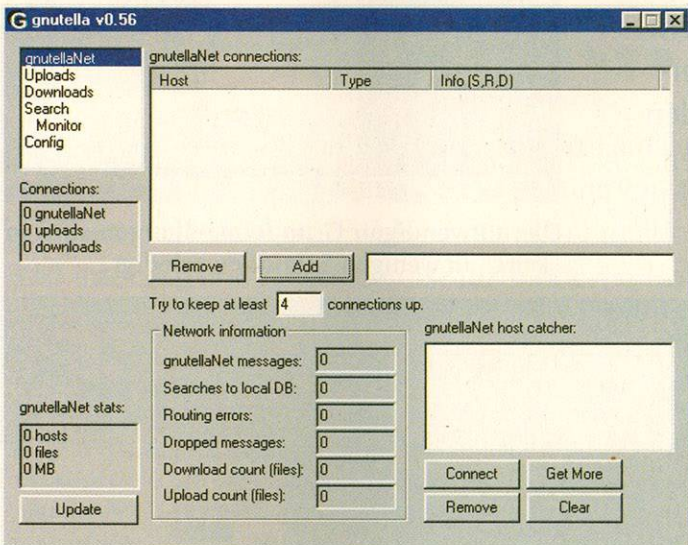 G gnutella v0.56
gnutellaNet
Uploads
Downloads
Search
Monitor
Config
gnutellaNet connections:
Host Type Info (S,R,D)
Connections:
0 gnutellaNet
0 uploads
0 downloads
Remove Add
Try to keep at least 4 connections up.
Network information
gnutellaNet messages: 0
Searches to local DB: 0
Routing errors: 0
Dropped messages: 0
Download count (files): 0
Upload count (files): 0
gnutellaNet host catcher:
Connect Get More
Remove Clear
gnutellaNet stats:
0 hosts
0 files
0 MB
Update